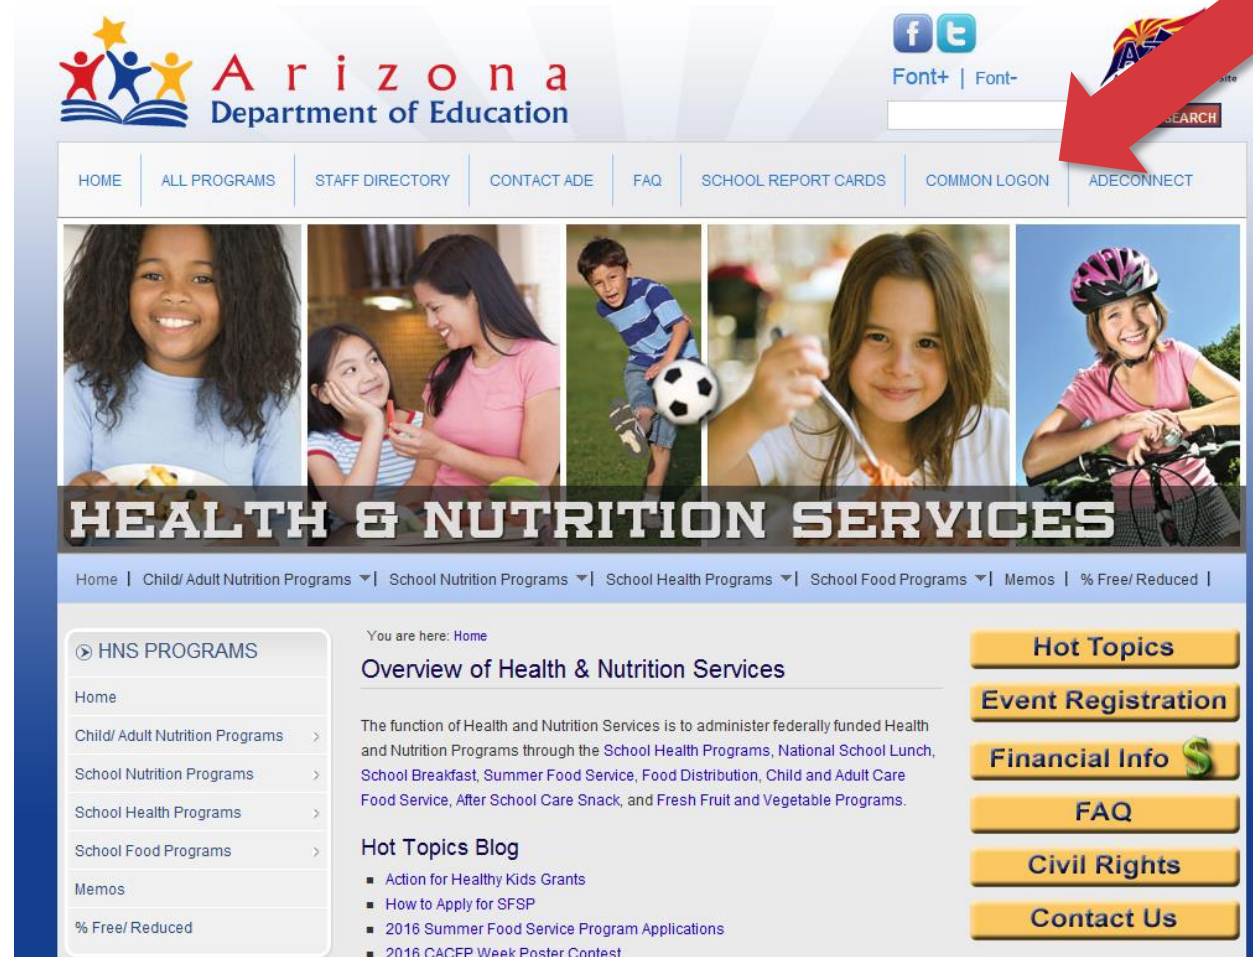 Arizona
Department of Education
Font+ | Font-
SEARCH
HOME
ALL PROGRAMS
STAFF DIRECTORY
CONTACT ADE
FAQ
SCHOOL REPORT CARDS
COMMON LOGON
ADECONNECT
HEALTH & NUTRITION SERVICES
Home | Child/ Adult Nutrition Programs | School Nutrition Programs | School Health Programs | School Food Programs | Memos | % Free/ Reduced |
HNS PROGRAMS
Home
Child/ Adult Nutrition Programs
School Nutrition Programs
School Health Programs
School Food Programs
Memos
% Free/ Reduced
You are here: Home
Overview of Health & Nutrition Services
The function of Health and Nutrition Services is to administer federally funded Health
and Nutrition Programs through the School Health Programs, National School Lunch,
School Breakfast, Summer Food Service, Food Distribution, Child and Adult Care
Food Service, After School Care Snack, and Fresh Fruit and Vegetable Programs.
Hot Topics Blog
Action for Healthy Kids Grants
How to Apply for SFSP
2016 Summer Food Service Program Applications
2016 CACFP Week Poster Contest
Hot Topics
Event Registration
Financial Info $
FAQ
Civil Rights
Contact Us